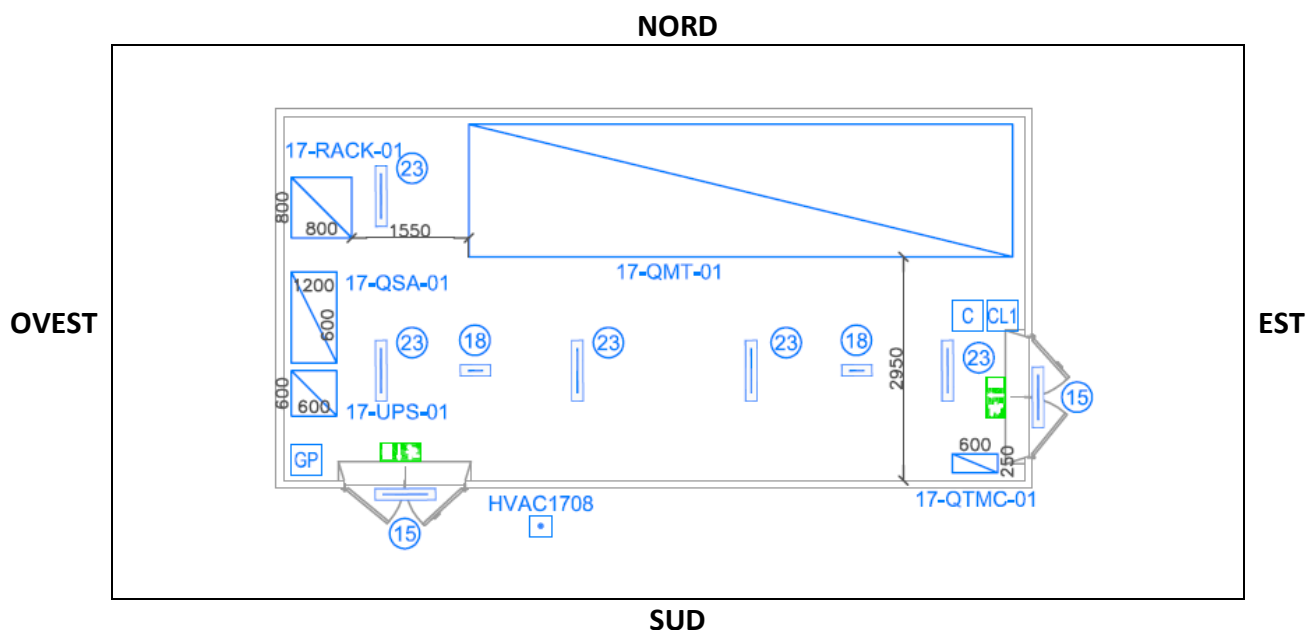 NORD
17-RACK-01
23
800
800
1550
17-QMT-01
1200
17-QSA-01
600
C
CL1
OVEST
EST
23
18
23
23
18
23
2950
600
600
17-UPS-01
15
GP
600
250
17-QTMC-01
HVAC1708
15
SUD